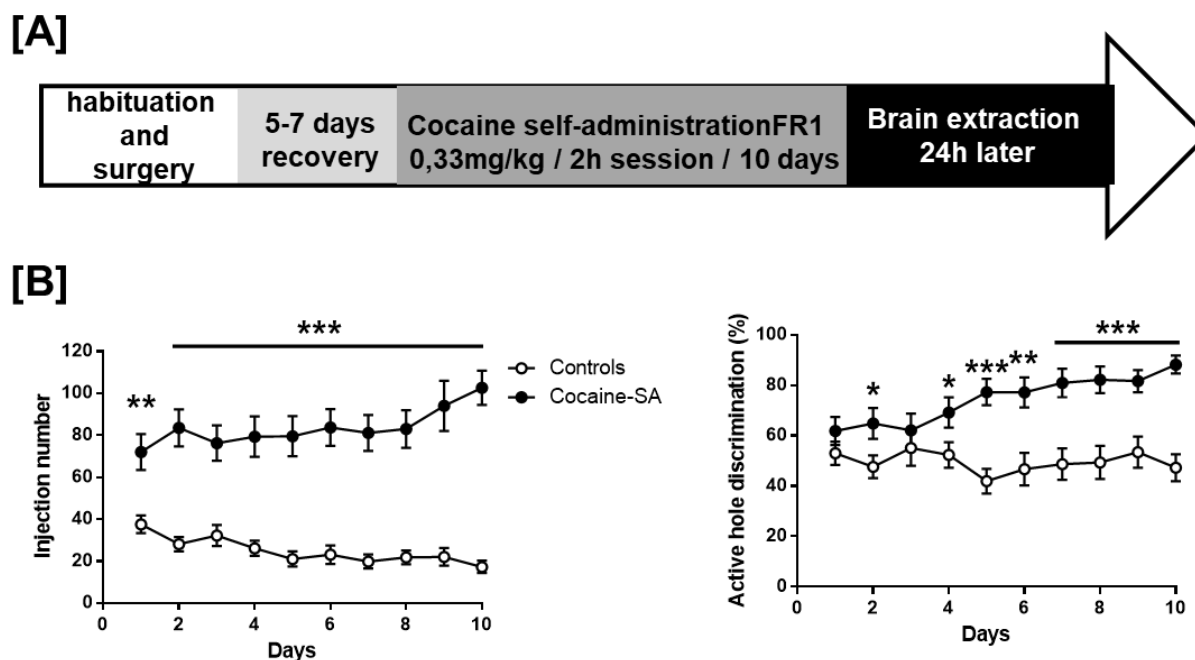 [A]
habituation
and
surgery
5-7 days
recovery
Cocaine self-administrationFR1
0,33mg/kg / 2h session / 10 days
Brain extraction
24h later
[B]
***
**
120
100
80
60
40
20
0
Injection number
0 2 4 6 8 10
Days
Controls
Cocaine-SA
***
* * *** **
100
80
60
40
20
0
Active hole discrimination (%)
0 2 4 6 8 10
Days